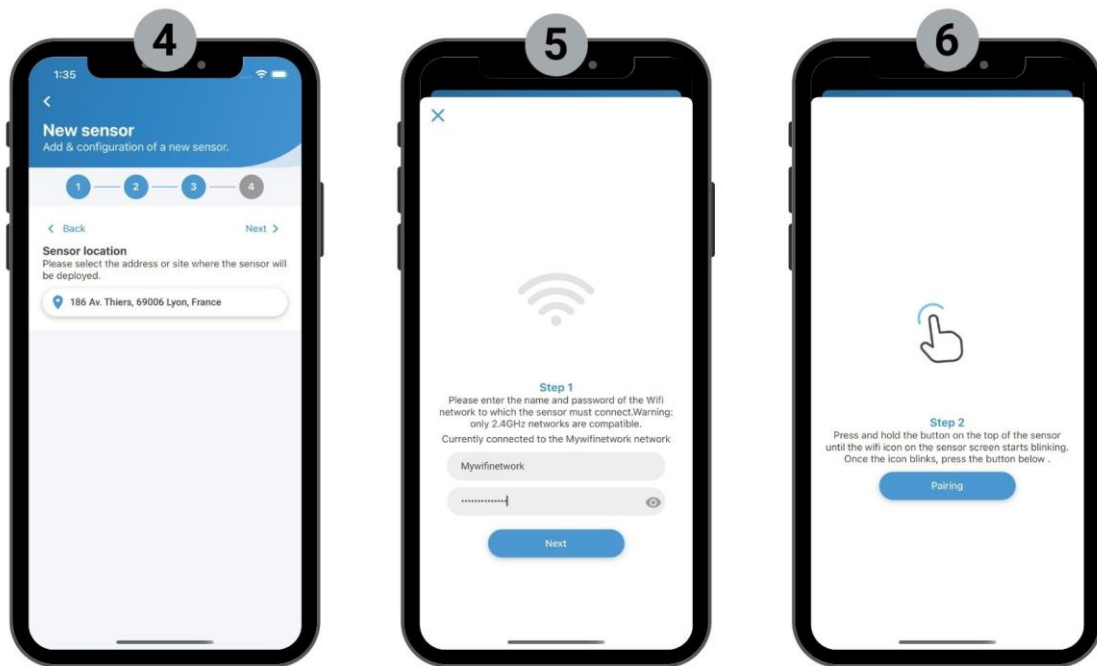 4
1:35
New sensor
Add & configuration of a new sensor.
1
2
3
4
Back
Next
Sensor location
Please select the address or site where the sensor will
be deployed.
186 Av. Thiers, 69006 Lyon, France
5
Step 1
Please enter the name and password of the Wifi
network to which the sensor must connect.Warning:
only 2.4GHz networks are compatible.
Currently connected to the Mywifinetwork network
Mywifinetwork
Next
6
Step 2
Press and hold the button on the top of the sensor
until the wifi icon on the sensor screen starts blinking.
Once the icon blinks, press the button below .
Pairing